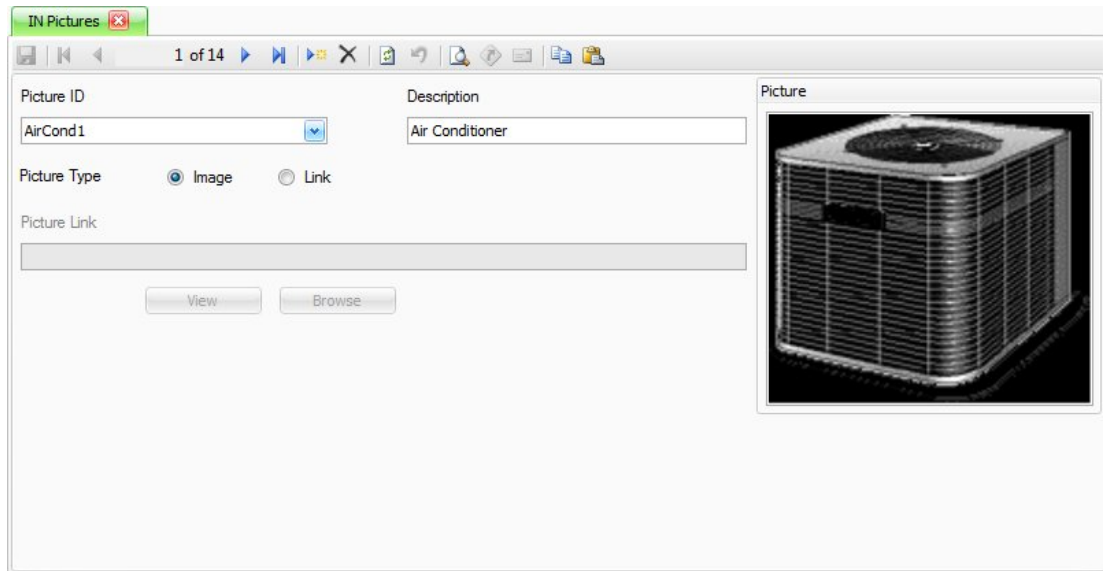 IN Pictures
1 of 14
Picture ID
Description
Picture
AirCond1
Air Conditioner
Picture Type
Image
Link
Picture Link
View
Browse